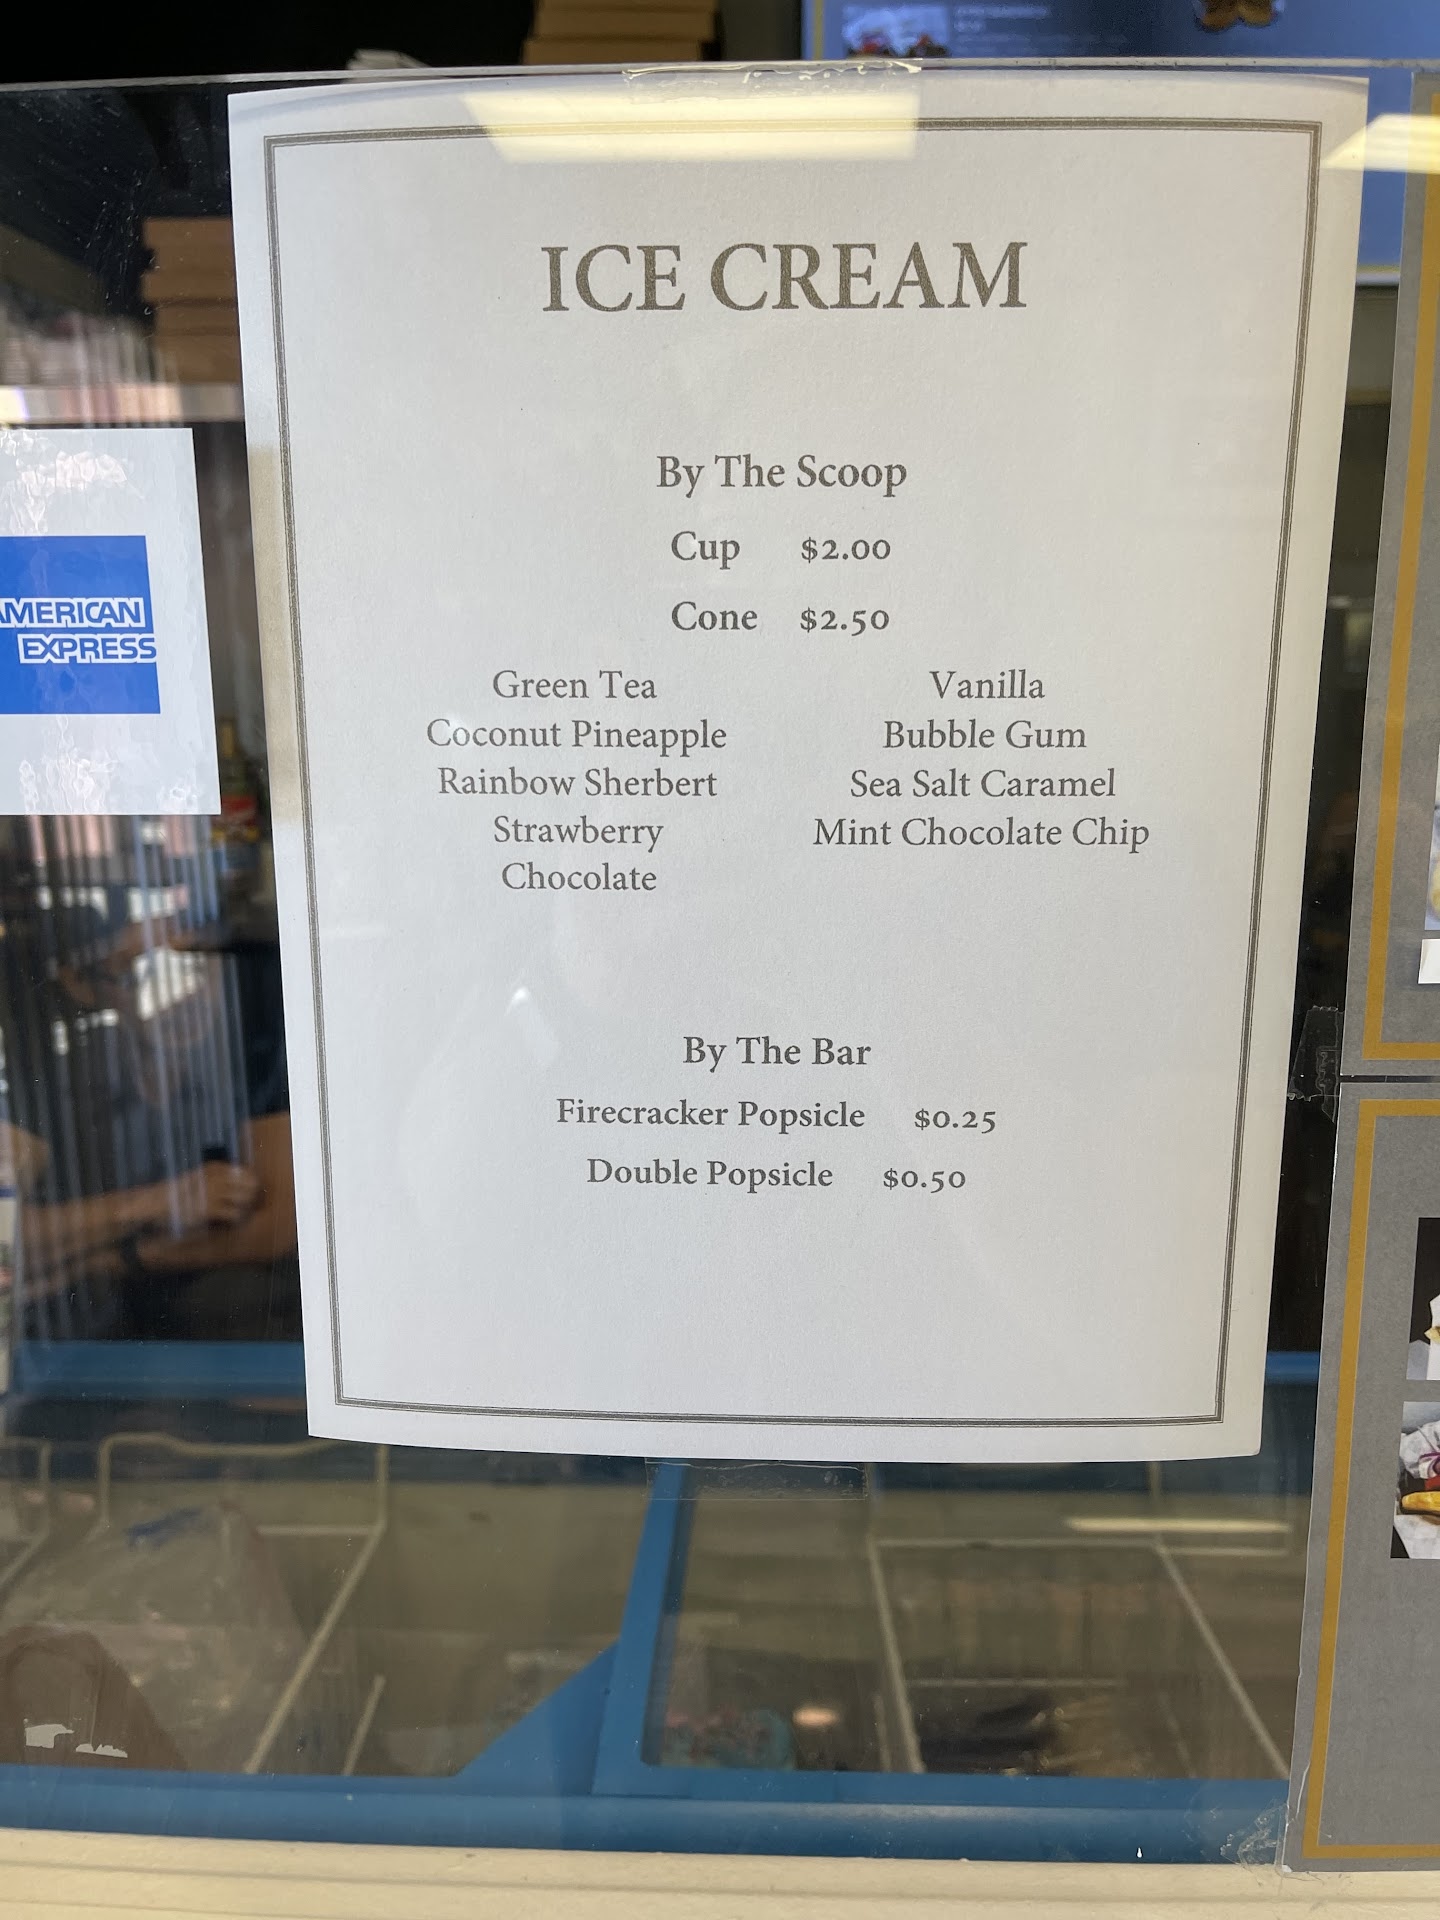 ICE CREAM
By The Scoop
Cup $2.00
Cone $2.50
Green Tea Vanilla
Coconut Pineapple Bubble Gum
Rainbow Sherbert Sea Salt Caramel
Strawberry Mint Chocolate Chip
Chocolate
By The Bar
Firecracker Popsicle $0.25
Double Popsicle $0.50
AMERICAN
EXPRESS